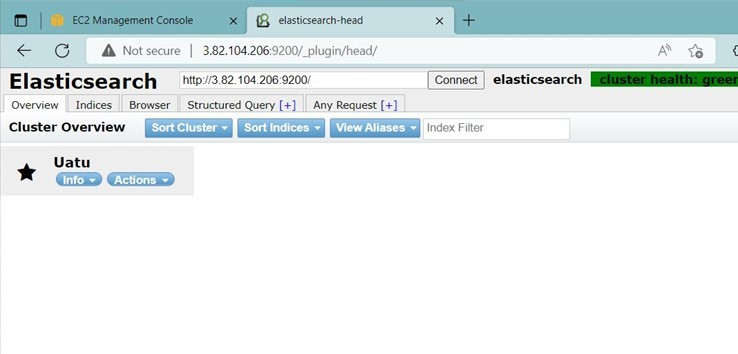 EC2 Management Console
elasticsearch-head
Not secure 3.82.104.206:9200/_plugin/head/
Elasticsearch http://3.82.104.206:9200/ Connect elasticsearch cluster health: green
Overview Indices Browser Structured Query [+] Any Request [+]
Cluster Overview Sort Cluster Sort Indices View Aliases Index Filter
Uatu
Info Actions